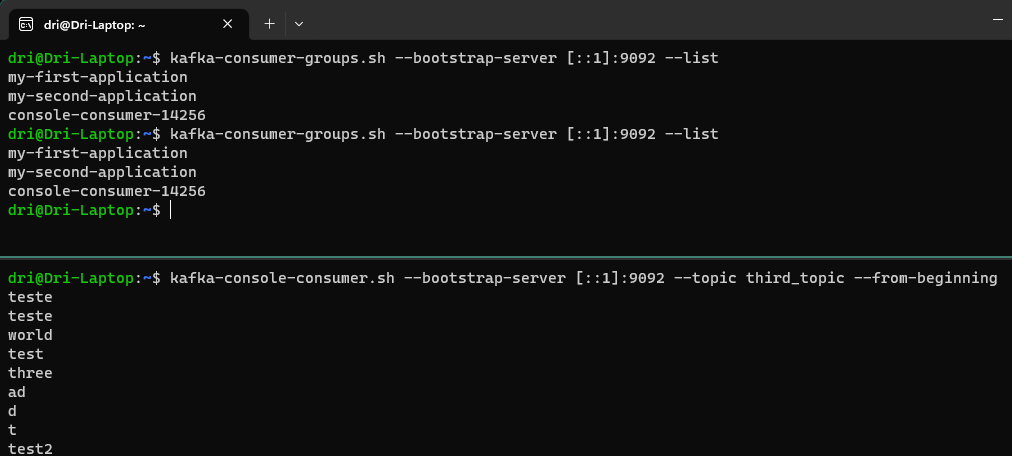 dri@Dri-Laptop: ~
dri@Dri-Laptop:~$ kafka-consumer-groups.sh --bootstrap-server [::1]:9092 --list
my-first-application
my-second-application
console-consumer-14256
dri@Dri-Laptop:~$ kafka-consumer-groups.sh --bootstrap-server [::1]:9092 --list
my-first-application
my-second-application
console-consumer-14256
dri@Dri-Laptop:~$
dri@Dri-Laptop:~$ kafka-console-consumer.sh --bootstrap-server [::1]:9092 --topic third_topic --from-beginning
teste
teste
world
test
three
ad
d
t
test2